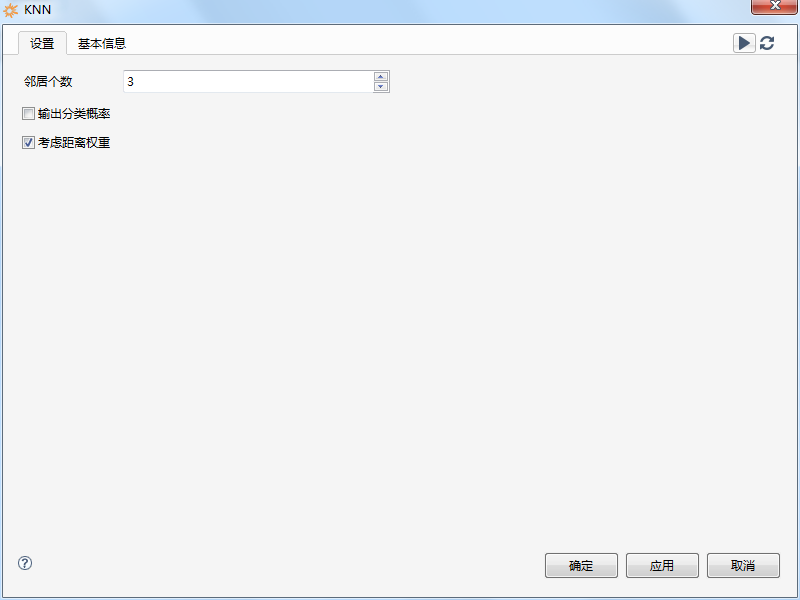 KNN
设置 基本信息
邻居个数 3
输出分类概率
考虑距离权重
确定 应用 取消